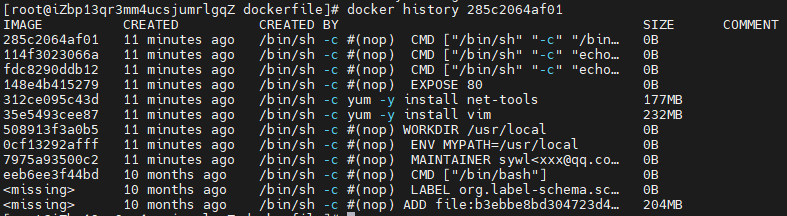 [root@iZbp13qr3mm4ucsjumrlgqZ dockerfile]# docker history 285c2064af01
IMAGE CREATED CREATED BY SIZE COMMENT
285c2064af01 11 minutes ago /bin/sh -c #(nop) CMD ["/bin/sh" "-c" "/bin… 0B
114f3023066a 11 minutes ago /bin/sh -c #(nop) CMD ["/bin/sh" "-c" "echo… 0B
fdc8290ddb12 11 minutes ago /bin/sh -c #(nop) CMD ["/bin/sh" "-c" "echo… 0B
148e4b415279 11 minutes ago /bin/sh -c #(nop) EXPOSE 80 0B
312ce095c43d 11 minutes ago /bin/sh -c yum -y install net-tools 177MB
35e5493cee87 11 minutes ago /bin/sh -c yum -y install vim 232MB
508913f3a0b5 11 minutes ago /bin/sh -c #(nop) WORKDIR /usr/local 0B
0cf13292afff 11 minutes ago /bin/sh -c #(nop) ENV MYPATH=/usr/local 0B
7975a93500c2 11 minutes ago /bin/sh -c #(nop) MAINTAINER sywl<xxx@qq.co… 0B
eeb6ee3f44bd 10 months ago /bin/sh -c #(nop) CMD ["/bin/bash"] 0B
<missing> 10 months ago /bin/sh -c #(nop) LABEL org.label-schema.sc… 0B
<missing> 10 months ago /bin/sh -c #(nop) ADD file:b3ebbe8bd304723d4… 204MB